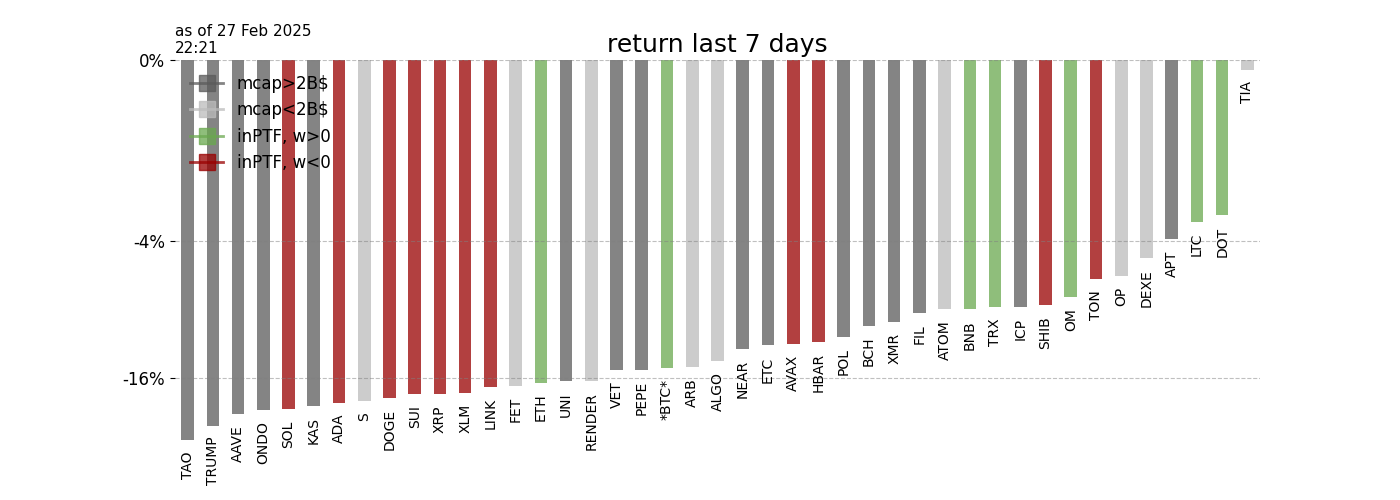 as of 27 Feb 2025
22:21
return last 7 days
0%
-4%
-16%
mcap>2B$
mcap<2B$
inPTF, w>0
inPTF, w<0
TAO
TRUMP
AAVE
ONDO
SOL
KAS
ADA
S
DOGE
SUI
XRP
XLM
LINK
FET
ETH
UNI
RENDER
VET
PEPE
*BTC*
ARB
ALGO
NEAR
ETC
AVAX
HBAR
POL
BCH
XMR
FIL
ATOM
BNB
TRX
ICP
SHIB
OM
TON
OP
DEXE
APT
LTC
DOT
TIA